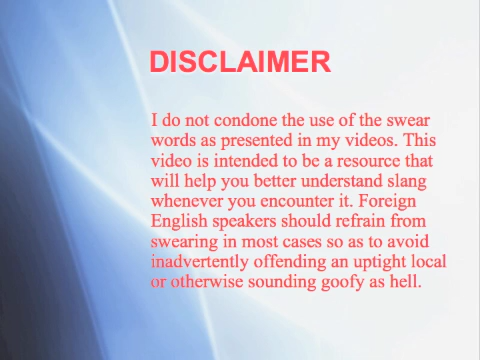 DISCLAIMER
I do not condone the use of the swear
words as presented in my videos. This
video is intended to be a resource that
will help you better understand slang
whenever you encounter it. Foreign
English speakers should refrain from
swearing in most cases so as to avoid
inadvertently offending an uptight local
or otherwise sounding goofy as hell.